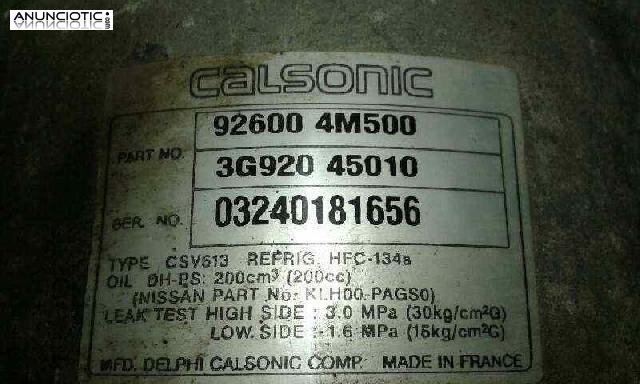 ANUNCIOTIC.com
CALSONIC
PART NO. 92600 4M500
3G920 45010
SER. NO. 03240181656
TYPE CSV613 REFRIG. HFC-134a
OIL DH-PS: 200cm³ (200cc)
(NISSAN PART No: KLH00-PAGS0)
LEAK TEST HIGH SIDE : 3.0 MPa (30kg/cm²G)
LOW SIDE : 1.6 MPa (16kg/cm²G)
MFD. DELPHI CALSONIC COMP. MADE IN FRANCE